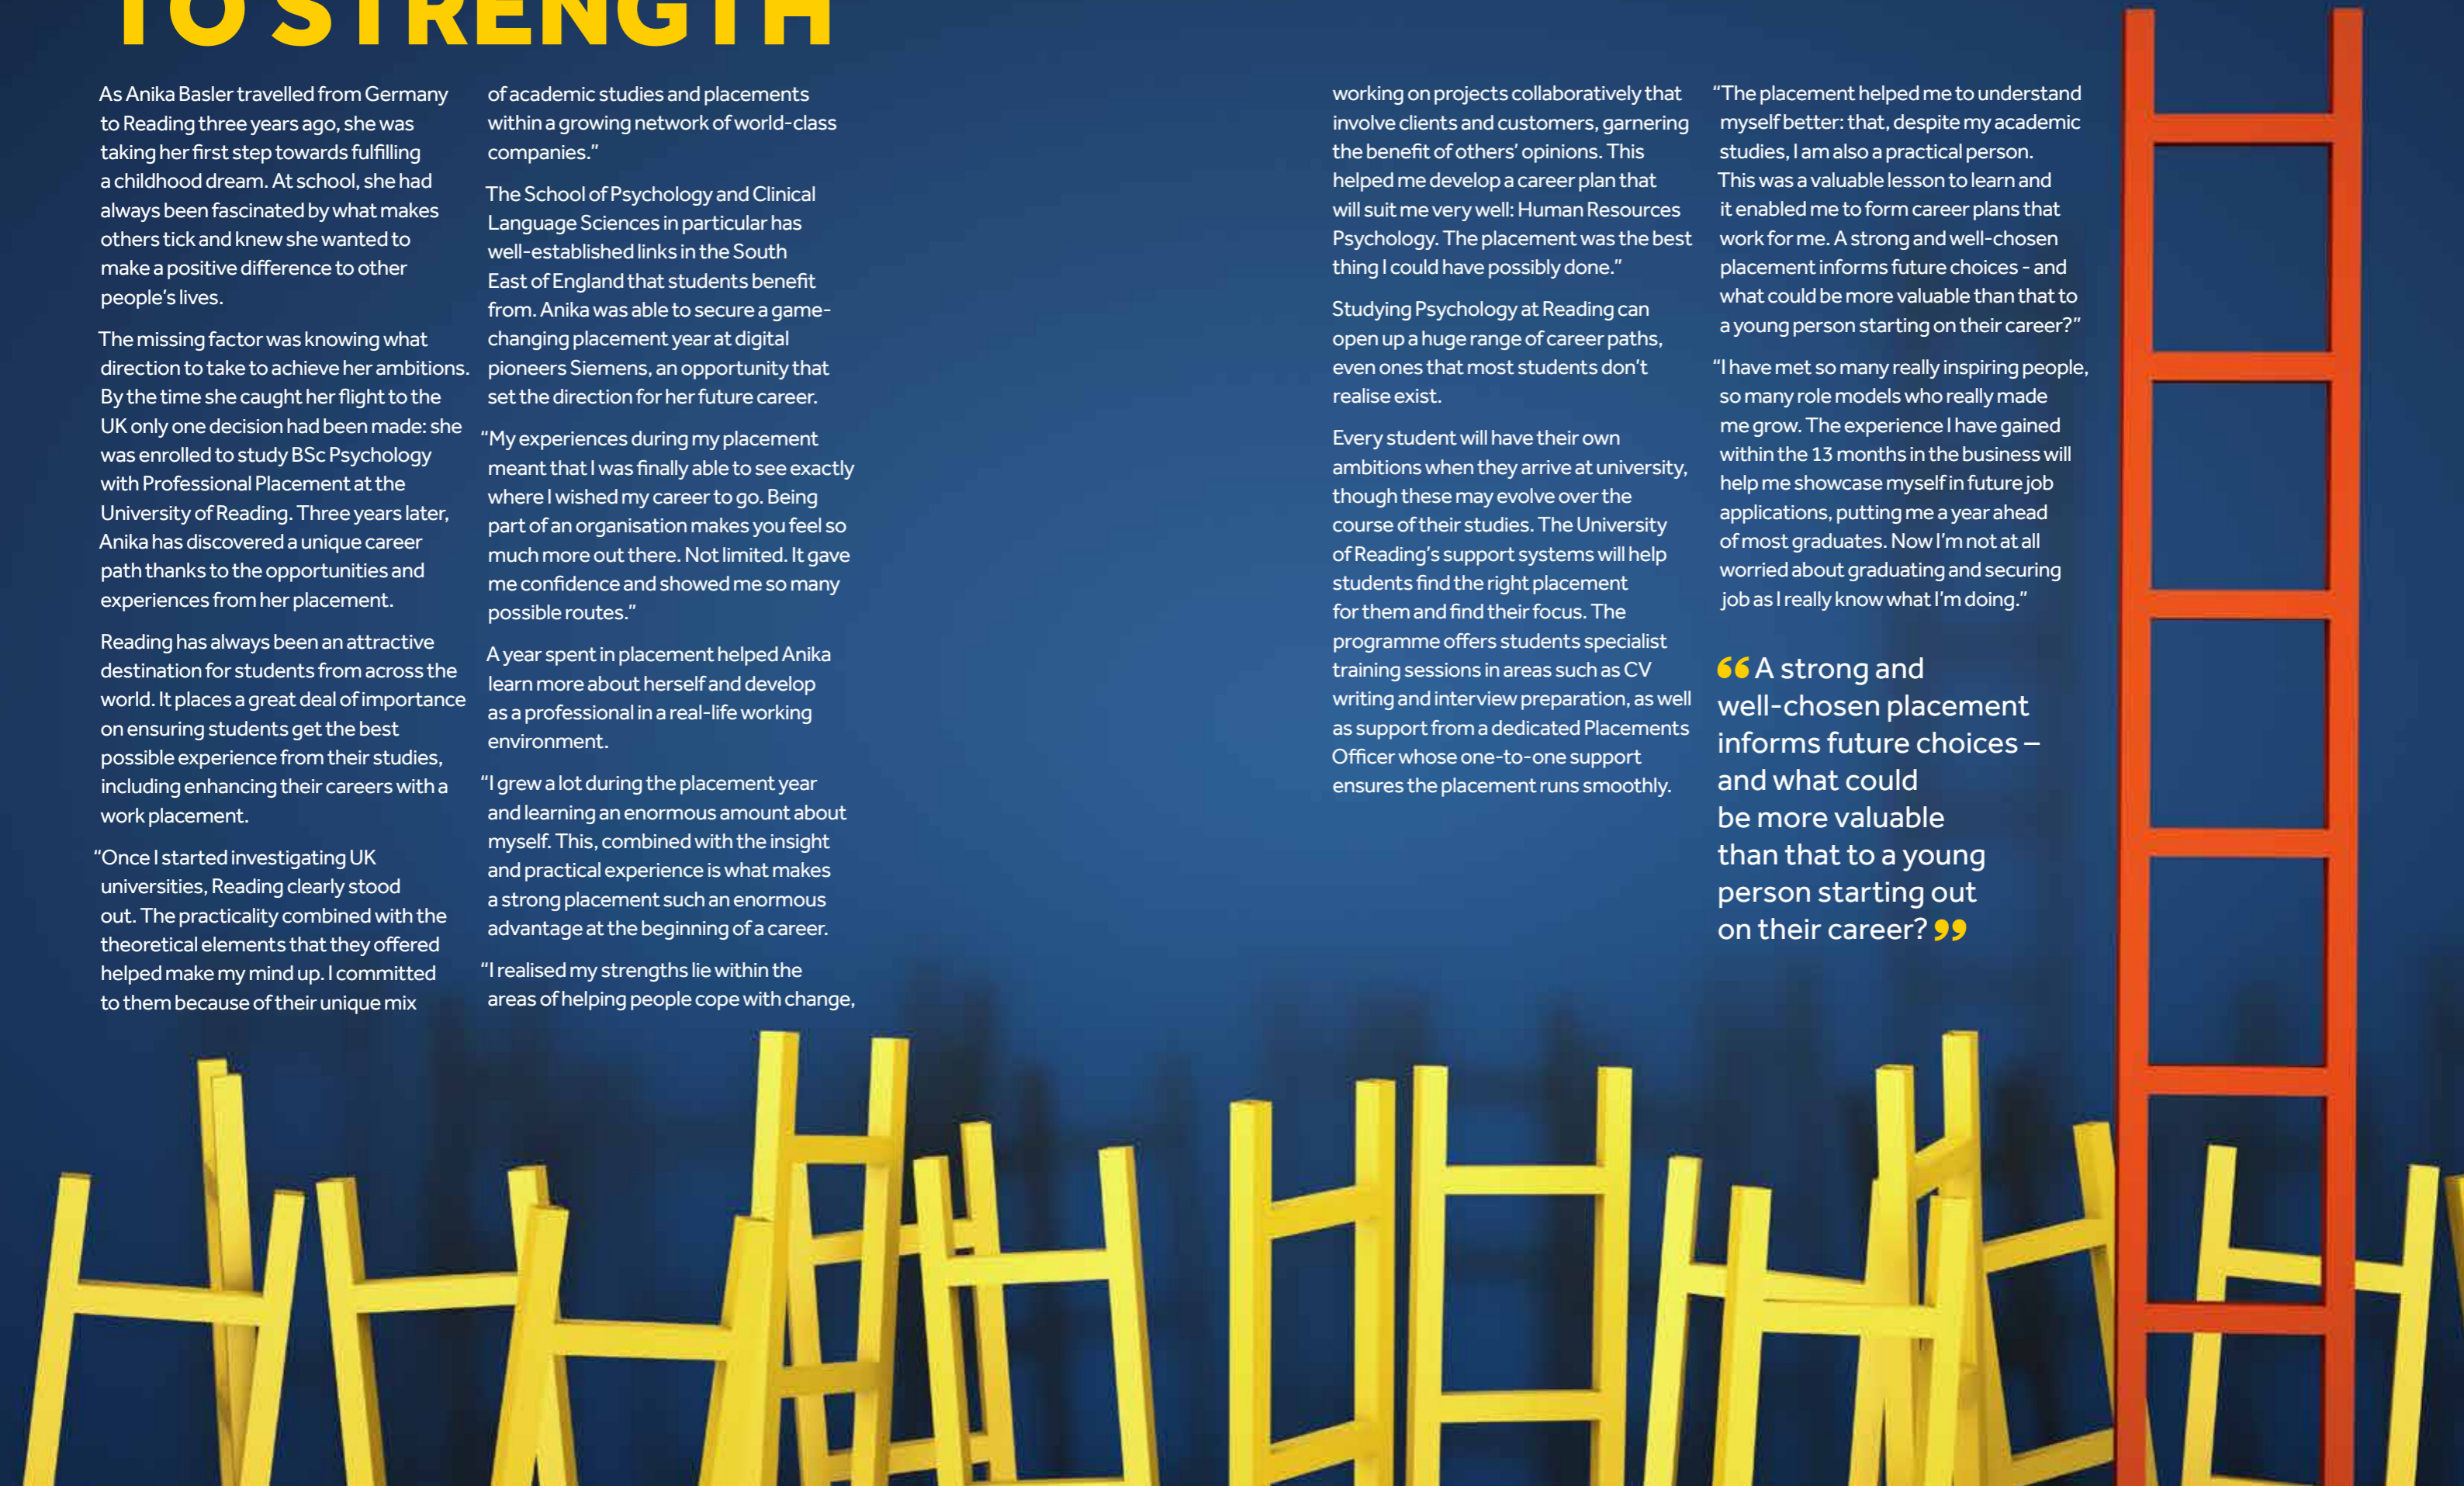 TO STRENGTH
As Anika Basler travelled from Germany
to Reading three years ago, she was
taking her first step towards fulfilling
a childhood dream. At school, she had
always been fascinated by what makes
others tick and knew she wanted to
make a positive difference to other
people's lives.
The missing factor was knowing what
direction to take to achieve her ambitions.
By the time she caught her flight to the
UK only one decision had been made: she
was enrolled to study BSc Psychology
with Professional Placement at the
University of Reading. Three years later,
Anika has discovered a unique career
path thanks to the opportunities and
experiences from her placement.
Reading has always been an attractive
destination for students from across the
world. It places a great deal of importance
on ensuring students get the best
possible experience from their studies,
including enhancing their careers with a
work placement.
“Once I started investigating UK
universities, Reading clearly stood
out. The practicality combined with the
theoretical elements that they offered
helped make my mind up. I committed
to them because of their unique mix
of academic studies and placements
within a growing network of world-class
companies.”
The School of Psychology and Clinical
Language Sciences in particular has
well-established links in the South
East of England that students benefit
from. Anika was able to secure a game-
changing placement year at digital
pioneers Siemens, an opportunity that
set the direction for her future career.
“My experiences during my placement
meant that I was finally able to see exactly
where I wished my career to go. Being
part of an organisation makes you feel so
much more out there. Not limited. It gave
me confidence and showed me so many
possible routes.”
A year spent in placement helped Anika
learn more about herself and develop
as a professional in a real-life working
environment.
“I grew a lot during the placement year
and learning an enormous amount about
myself. This, combined with the insight
and practical experience is what makes
a strong placement such an enormous
advantage at the beginning of a career.
“I realised my strengths lie within the
areas of helping people cope with change,
working on projects collaboratively that
involve clients and customers, garnering
the benefit of others’ opinions. This
helped me develop a career plan that
will suit me very well: Human Resources
Psychology. The placement was the best
thing I could have possibly done.”
Studying Psychology at Reading can
open up a huge range of career paths,
even ones that most students don't
realise exist.
Every student will have their own
ambitions when they arrive at university,
though these may evolve over the
course of their studies. The University
of Reading's support systems will help
students find the right placement
for them and find their focus. The
programme offers students specialist
training sessions in areas such as CV
writing and interview preparation, as well
as support from a dedicated Placements
Officer whose one-to-one support
ensures the placement runs smoothly.
“The placement helped me to understand
myself better: that, despite my academic
studies, I am also a practical person.
This was a valuable lesson to learn and
it enabled me to form career plans that
work for me. A strong and well-chosen
placement informs future choices - and
what could be more valuable than that to
a young person starting on their career?”
“I have met so many really inspiring people,
so many role models who really made
me grow. The experience I have gained
within the 13 months in the business will
help me showcase myself in future job
applications, putting me a year ahead
of most graduates. Now I'm not at all
worried about graduating and securing
job as I really know what I'm doing.”
“A strong and
well-chosen placement
informs future choices –
and what could
be more valuable
than that to a young
person starting out
on their career?”